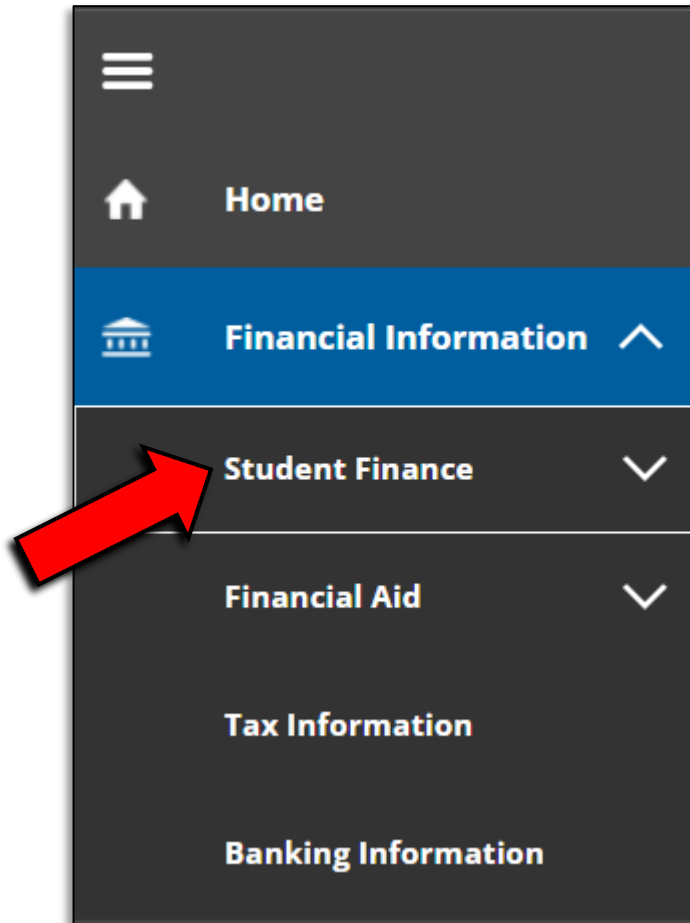 Home
Financial Information
Student Finance
Financial Aid
Tax Information
Banking Information